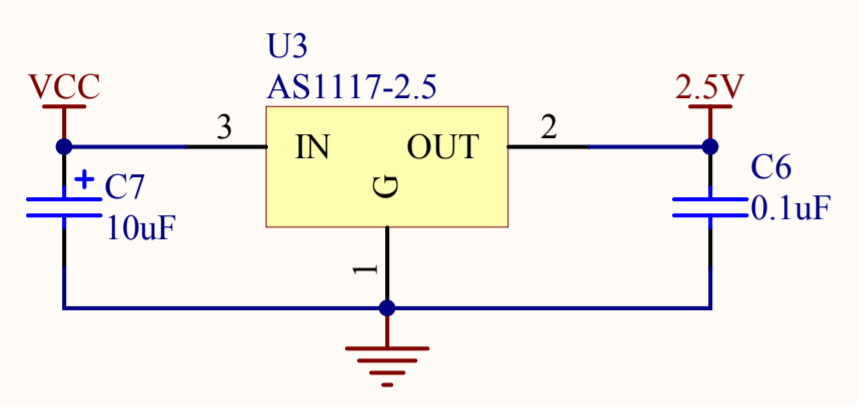 U3
AS1117-2.5
VCC
2.5V
3
IN
OUT
2
G
1
+
C7
10uF
C6
0.1uF